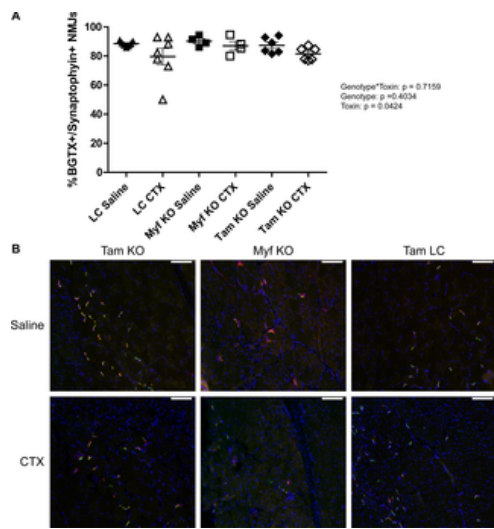 A
%BGTX+/Synaptophyin+ NMJs
100
80
60
40
20
0
LC Saline
LC CTX
Myf KO Saline
Myf KO CTX
Tam KO Saline
Tam KO CTX
Genotype*Toxin: p = 0.7159
Genotype: p =0.4034
Toxin: p = 0.0424
B
Tam KO
Myf KO
Tam LC
Saline
CTX